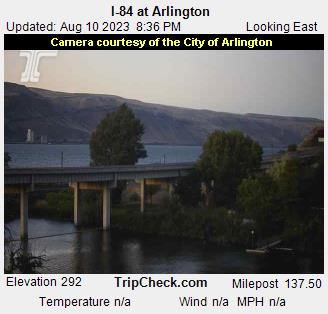 I-84 at Arlington
Updated: Aug 10 2023 8:36 PM Looking East
Camera courtesy of the City of Arlington
Elevation 292 TripCheck.com Milepost 137.50
Temperature n/a Wind n/a MPH n/a